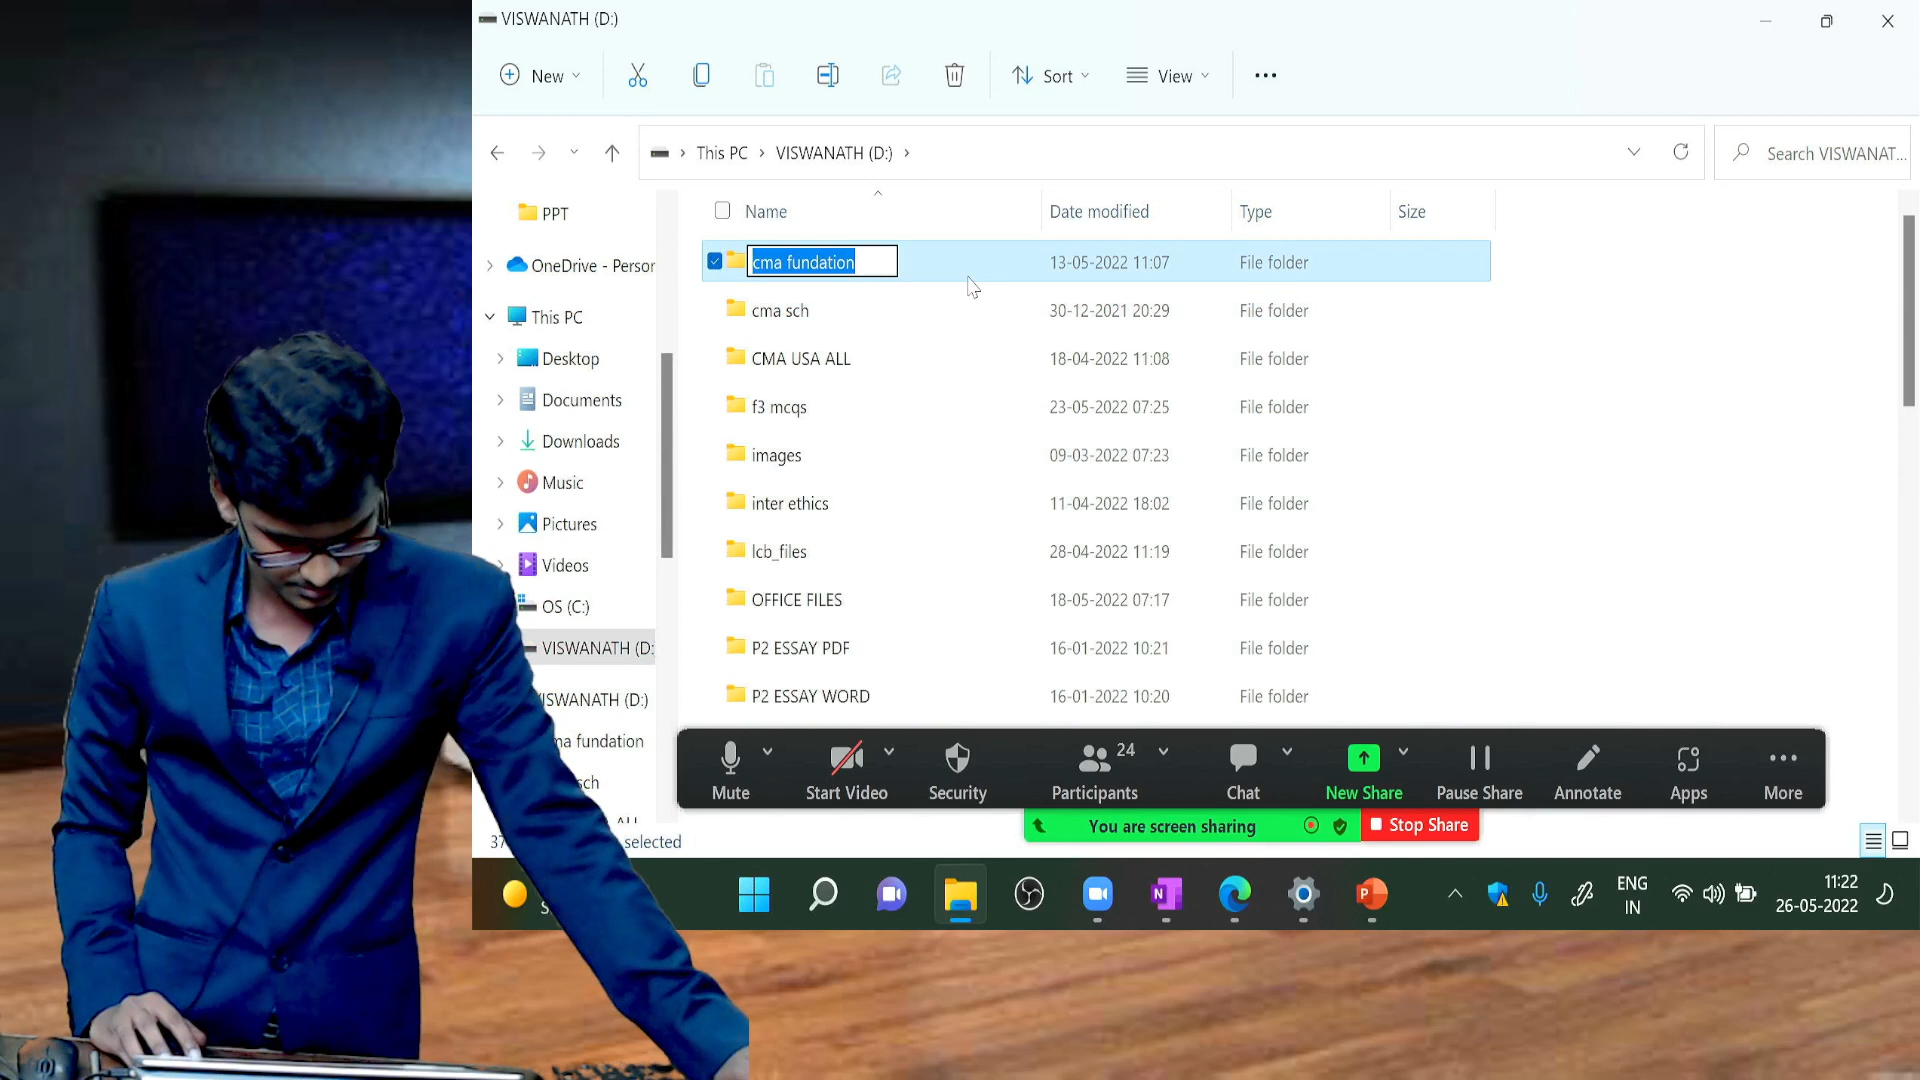 VISWANATH (D:)
New
Sort
View
This PC
VISWANATH (D:)
Search VISWANAT...
Name
Date modified
Type
Size
PPT
OneDrive - Person
This PC
Desktop
Documents
Downloads
Music
Pictures
Videos
OS (C:)
VISWANATH (D:
ISWANATH (D:)
ma fundation
sch
ALL
cma fundation 13-05-2022 11:07 File folder
cma sch 30-12-2021 20:29 File folder
CMA USA ALL 18-04-2022 11:08 File folder
f3 mcqs 23-05-2022 07:25 File folder
images 09-03-2022 07:23 File folder
inter ethics 11-04-2022 18:02 File folder
lcb_files 28-04-2022 11:19 File folder
OFFICE FILES 18-05-2022 07:17 File folder
P2 ESSAY PDF 16-01-2022 10:21 File folder
P2 ESSAY WORD 16-01-2022 10:20 File folder
24
Mute
Start Video
Security
Participants
Chat
New Share
Pause Share
Annotate
Apps
More
You are screen sharing
Stop Share
37
selected
S
N
P
ENG
IN
11:22
26-05-2022